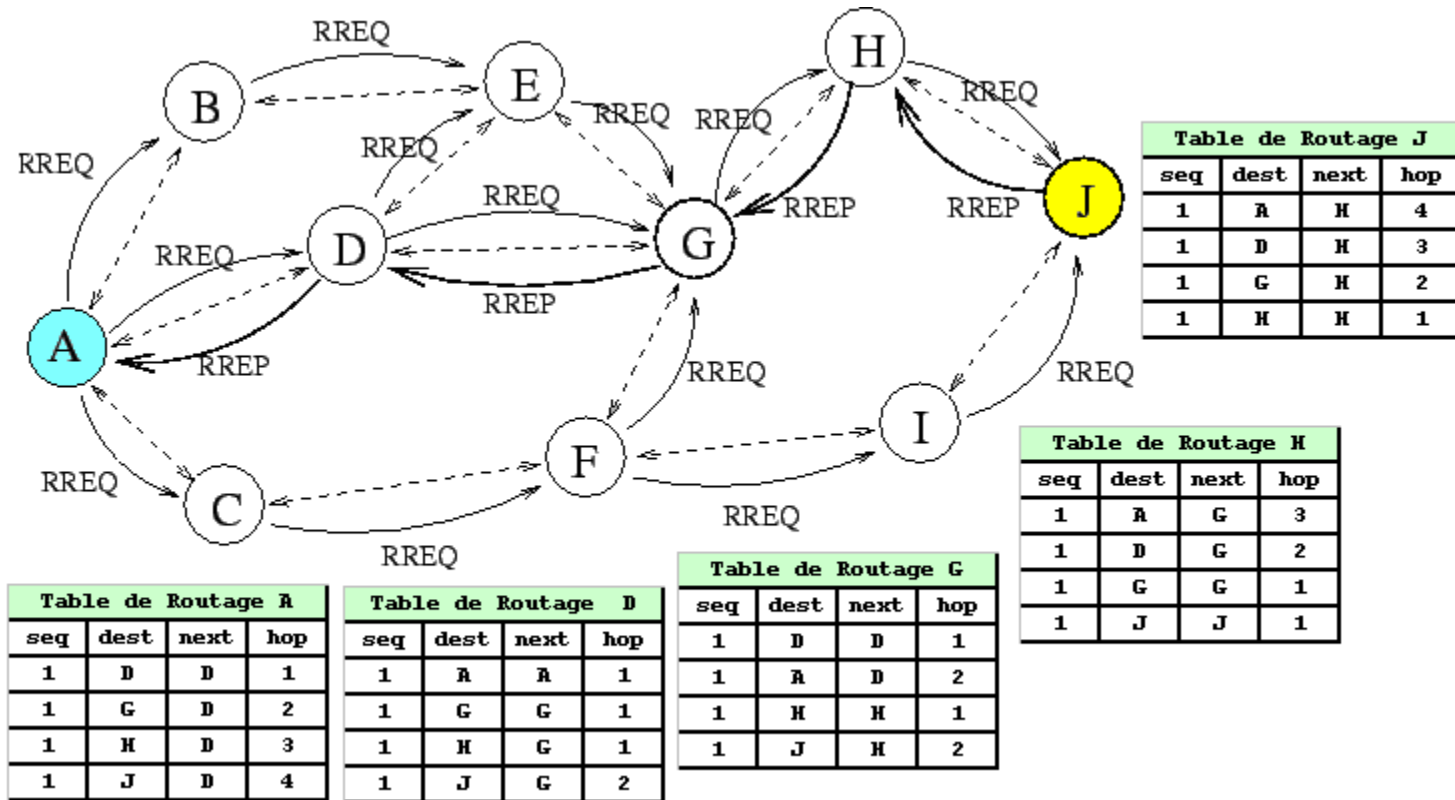 RREQ
H
E
RREQ
B
RREQ
RREQ
RREQ
RREQ
RREQ
RREQ
RREP
RREP
J
D
G
RREQ
RREP
A
RREP
RREQ
RREQ
I
F
RREQ
C
RREQ
RREQ
Table de Routage J
seq dest next hop
1 A H 4
1 D H 3
1 G H 2
1 H H 1
Table de Routage H
seq dest next hop
1 A G 3
1 D G 2
1 G G 1
1 J J 1
Table de Routage A
seq dest next hop
1 D D 1
1 G D 2
1 H D 3
1 J D 4
Table de Routage D
seq dest next hop
1 A A 1
1 G G 1
1 H G 1
1 J G 2
Table de Routage G
seq dest next hop
1 D D 1
1 A D 2
1 H H 1
1 J H 2